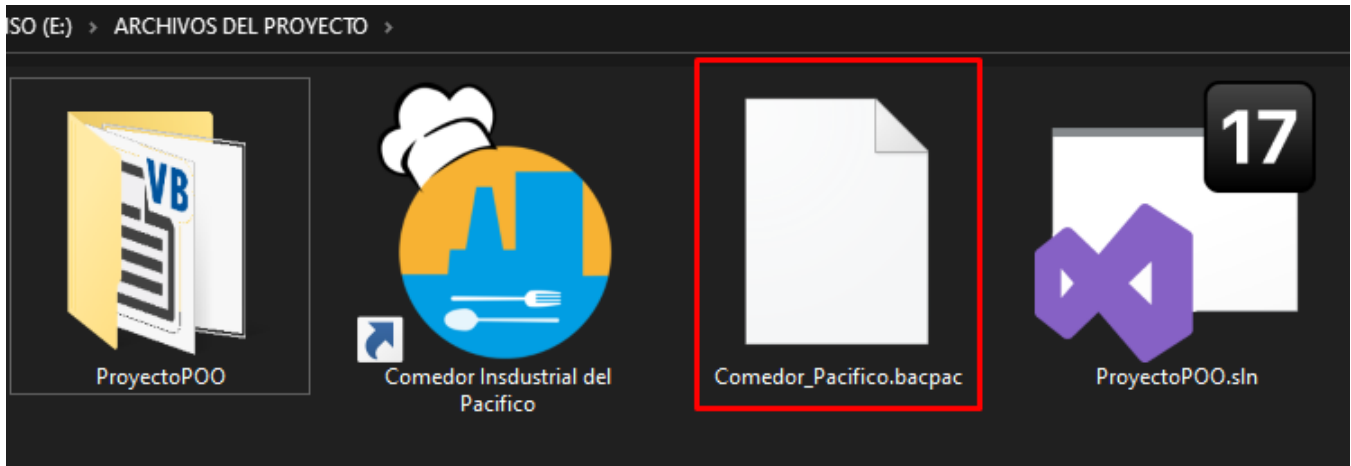 ISO (E:) > ARCHIVOS DEL PROYECTO >
17
VB
ProyectoPOO
Comedor Insdustrial del
Pacifico
Comedor_Pacifico.bacpac
ProyectoPOO.sln